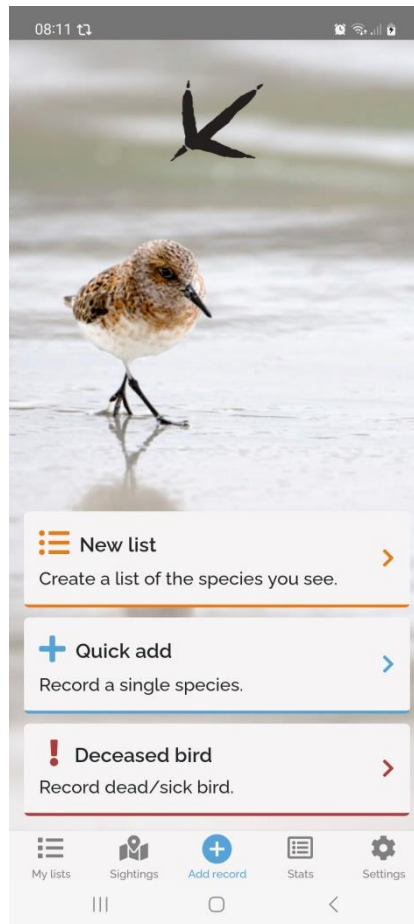 08:11
New list
Create a list of the species you see.
Quick add
Record a single species.
Deceased bird
Record dead/sick bird.
My lists Sightings Add record Stats Settings